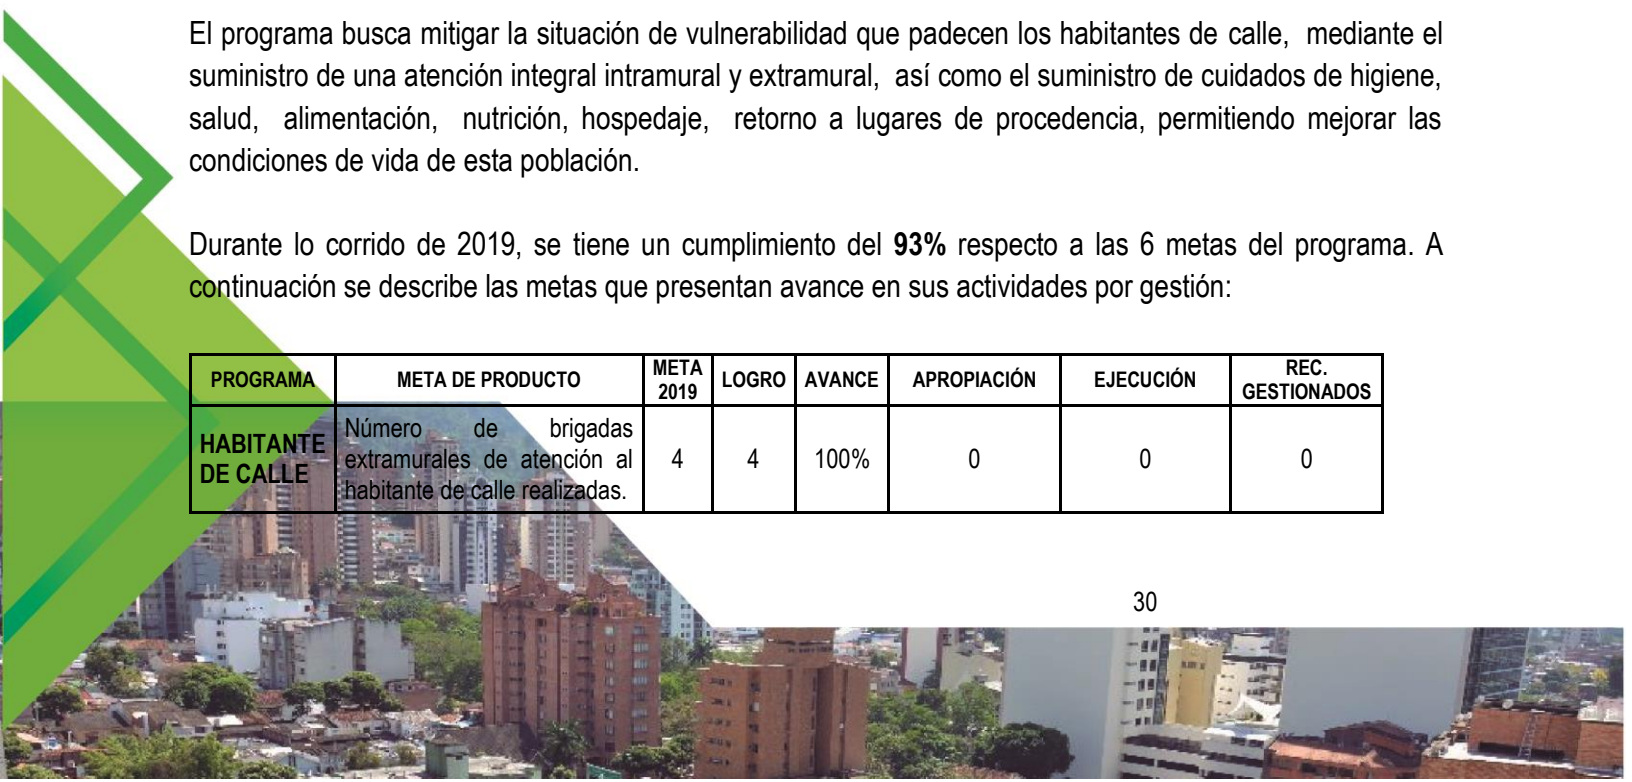 El programa busca mitigar la situación de vulnerabilidad que padecen los habitantes de calle, mediante el
suministro de una atención integral intramural y extramural, así como el suministro de cuidados de higiene,
salud, alimentación, nutrición, hospedaje, retorno a lugares de procedencia, permitiendo mejorar las
condiciones de vida de esta población.
Durante lo corrido de 2019, se tiene un cumplimiento del 93% respecto a las 6 metas del programa. A
continuación se describe las metas que presentan avance en sus actividades por gestión:
PROGRAMA META DE PRODUCTO META 2019 LOGRO AVANCE APROPIACIÓN EJECUCIÓN REC. GESTIONADOS
HABITANTE DE CALLE Número de brigadas extramurales de atención al habitante de calle realizadas. 4 4 100% 0 0 0
30